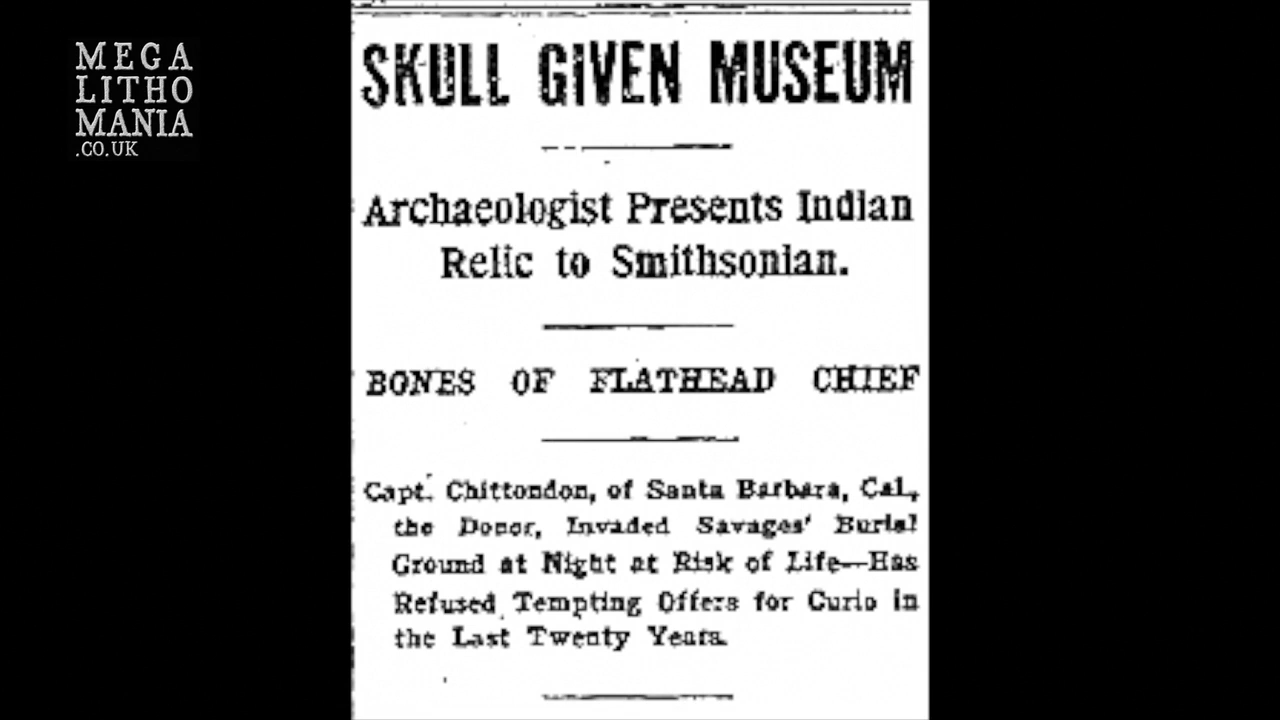 MEGA
LITHO
MANIA
.CO.UK
SKULL GIVEN MUSEUM
Archaeologist Presents Indian
Relic to Smithsonian.
BONES OF FLATHEAD CHIEF
Capt. Chittondon, of Santa Barbara, Cal.,
the Donor, Invaded Savages' Burial
Ground at Night at Risk of Life—Has
Refused Tempting Offers for Curio in
the Last Twenty Years.